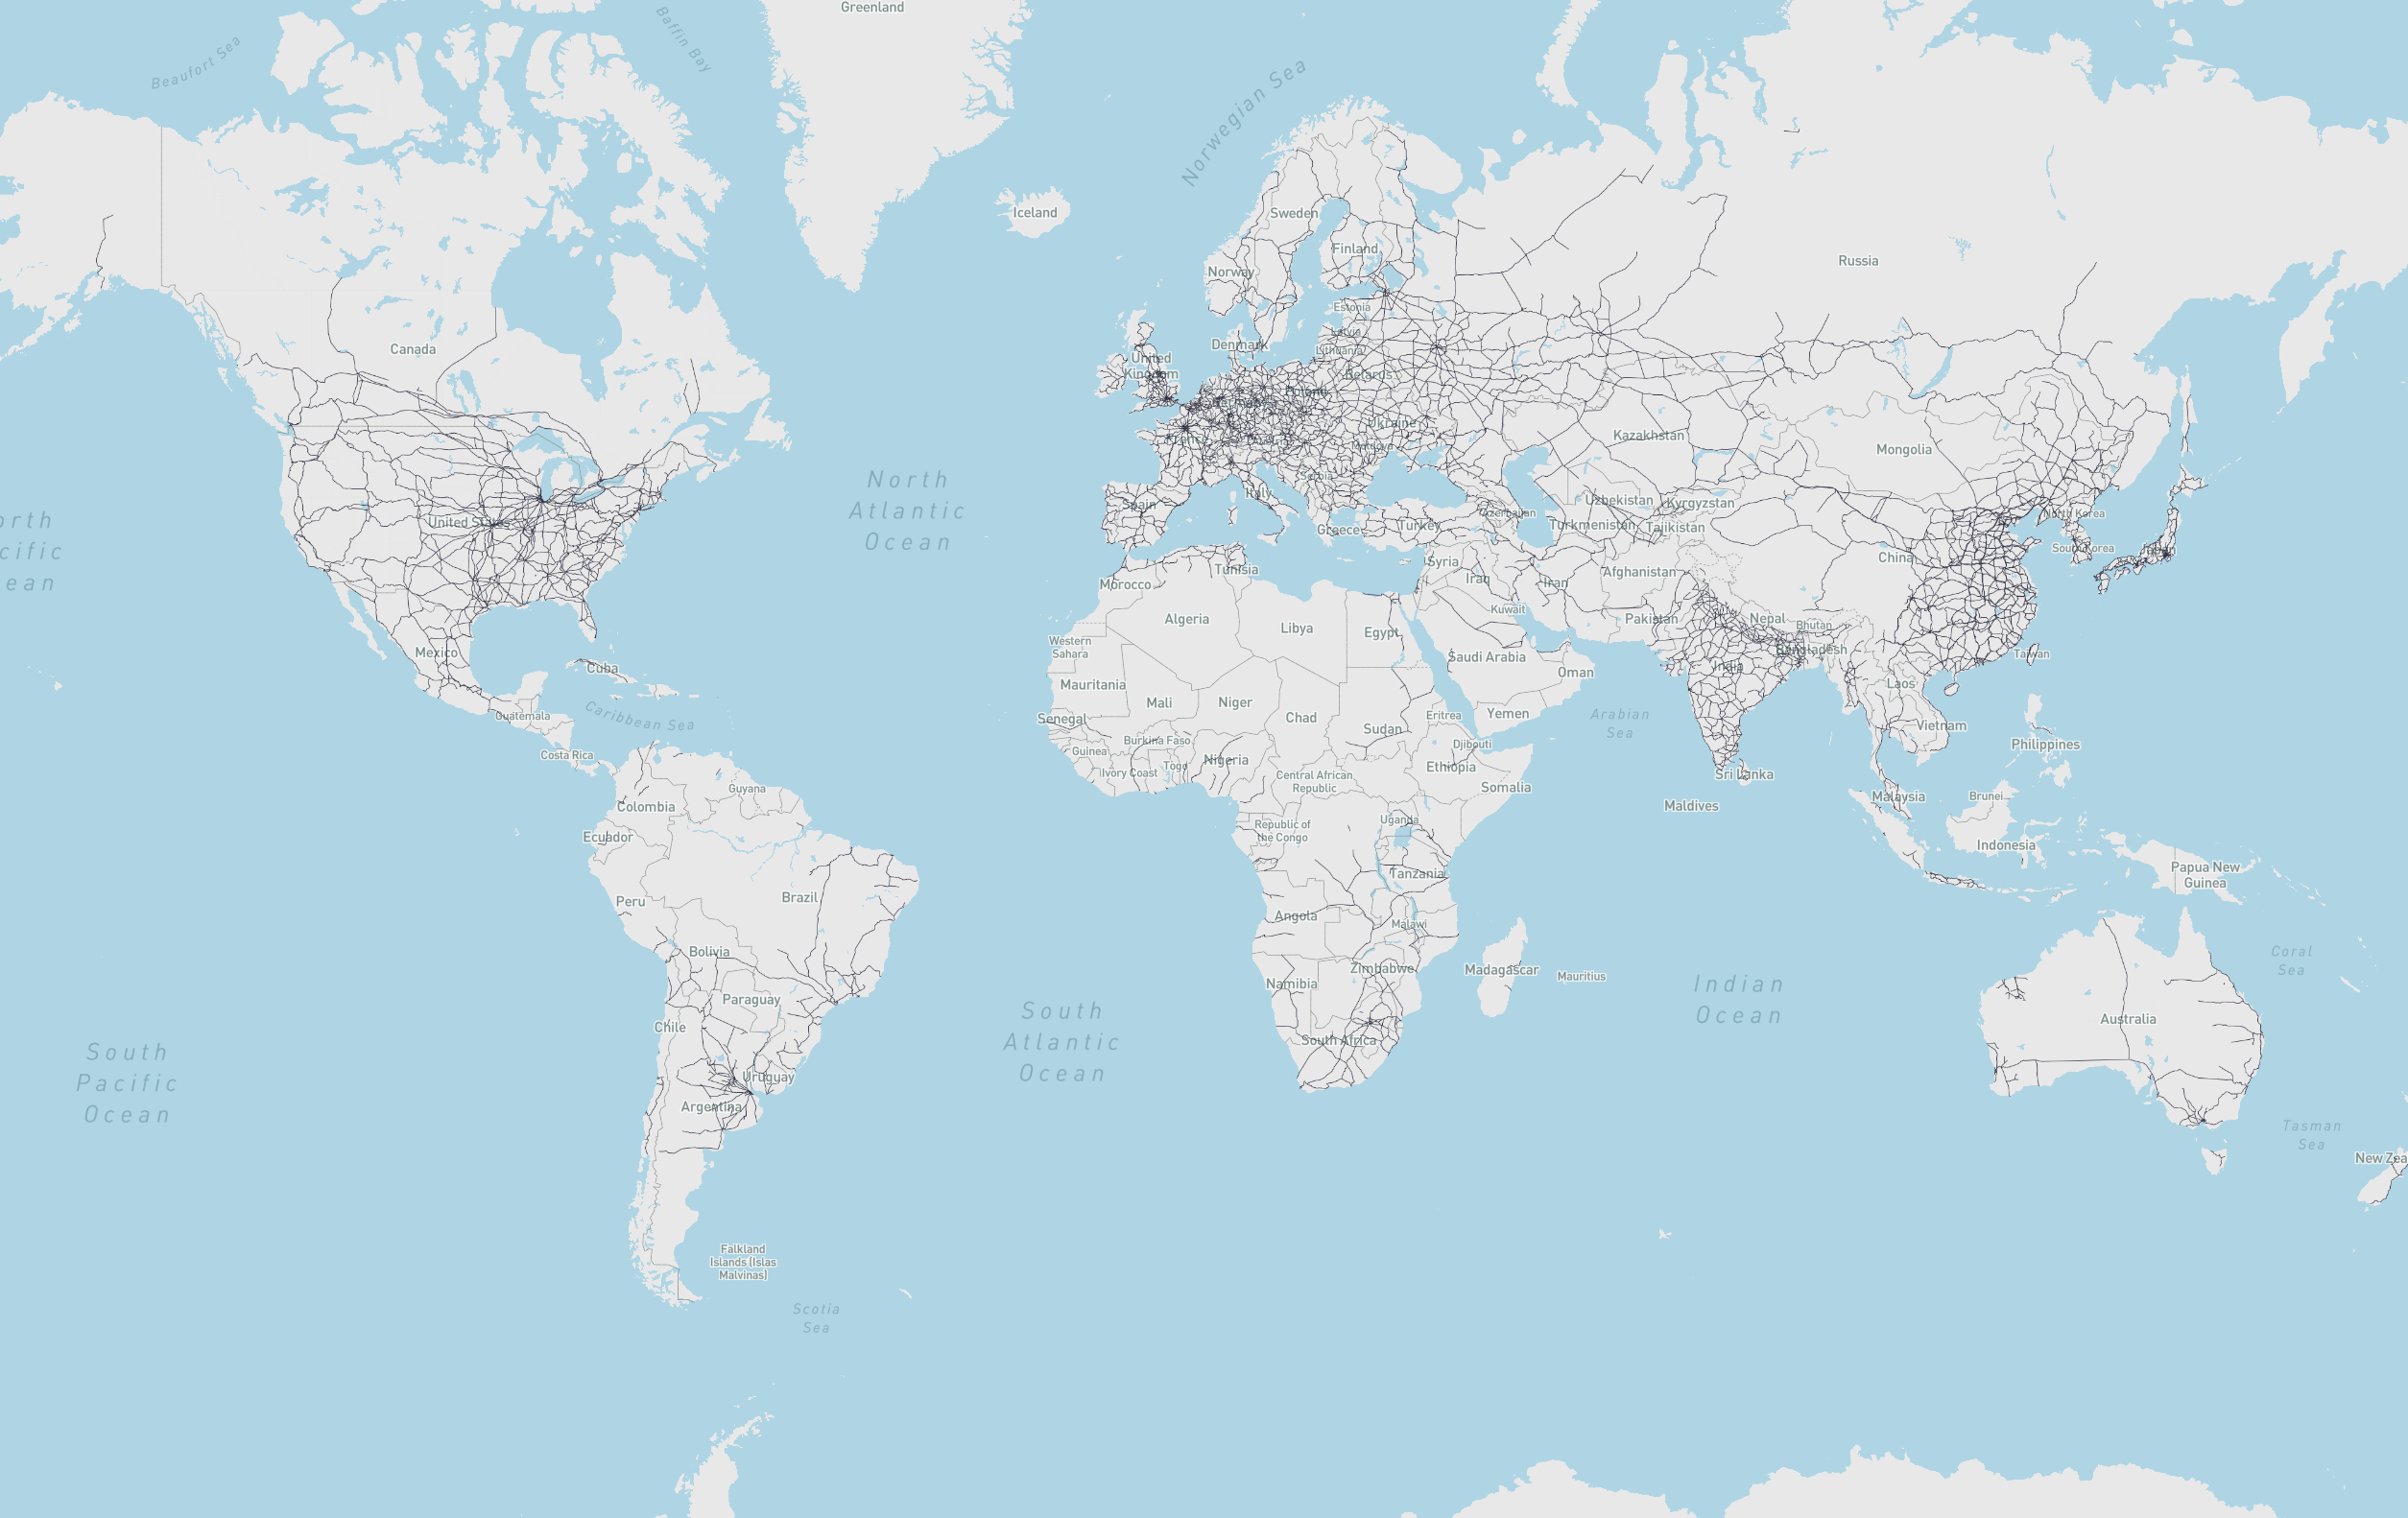 Greenland
Beaufort Sea
Baffin Bay
Norwegian Sea
Iceland
Sweden
Finland
Norway
Russia
Estonia
Latvia
Lithuania
Denmark
United
Kingdom
Belarus
Poland
Germany
Canada
Ukraine
France
Moldova
Kazakhstan
Mongolia
Serbia
Italy
Spain
Greece
Turkey
Azerbaijan
Uzbekistan
Kyrgyzstan
Turkmenistan
Tajikistan
North Korea
South Korea
Japan
China
North
Atlantic
Ocean
United States
orth
cific
ean
Morocco
Tunisia
Syria
Iraq
Iran
Afghanistan
Kuwait
Pakistan
Nepal
Bhutan
Bangladesh
India
Taiwan
Algeria
Libya
Egypt
Western
Sahara
Saudi Arabia
Oman
Mexico
Cuba
Mauritania
Mali
Niger
Chad
Sudan
Eritrea
Yemen
Laos
Vietnam
Philippines
Guatemala
Caribbean Sea
Costa Rica
Senegal
Guinea
Burkina Faso
Ivory Coast
Togo
Nigeria
Central African
Republic
Djibouti
Ethiopia
Somalia
Arabian
Sea
Sri Lanka
Maldives
Malaysia
Brunei
Indonesia
Papua New
Guinea
Guyana
Colombia
Ecuador
Peru
Brazil
Bolivia
Paraguay
Chile
Uruguay
Argentina
Republic of
the Congo
Uganda
Tanzania
Angola
Malawi
Zimbabwe
Namibia
Madagascar
Mauritius
South Africa
Indian
Ocean
South
Atlantic
Ocean
South
Pacific
Ocean
Australia
Coral
Sea
Tasman
Sea
New Zea
Falkland
Islands (Islas
Malvinas)
Scotia
Sea